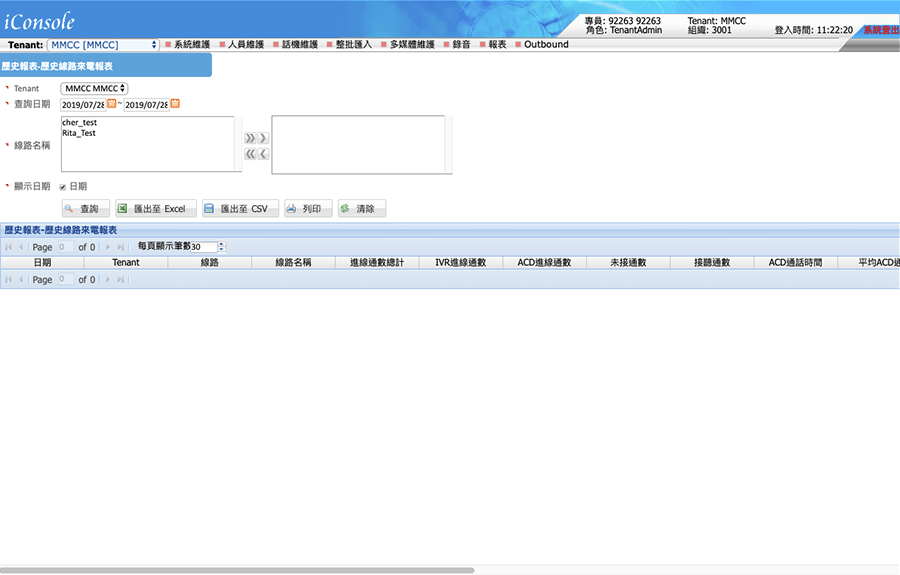 iConsole
專員: 92263 92263 Tenant: MMCC
角色: TenantAdmin 組織: 3001 登入時間: 11:22:20 系統登出
Tenant: MMCC [MMCC] 系統維護 人員維護 話機維護 整批匯入 多媒體維護 錄音 報表 Outbound
歷史報表-歷史線路來電報表
* Tenant MMCC MMCC
* 查詢日期 2019/07/28 ~ 2019/07/28
cher_test
Rita_Test
* 線路名稱
* 顯示日期 日期
查詢 匯出至 Excel 匯出至 CSV 列印 清除
歷史報表-歷史線路來電報表
Page 0 of 0 每頁顯示筆數 30
日期 Tenant 線路 線路名稱 進線通數總計 IVR進線通數 ACD進線通數 未接通數 接聽通數 ACD通話時間 平均ACD通
Page 0 of 0